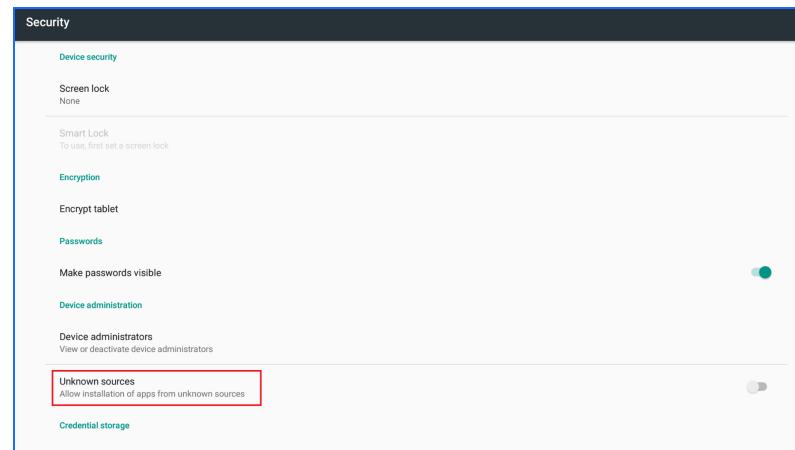 Security
Device security
Screen lock
None
Smart Lock
To use, first set a screen lock
Encryption
Encrypt tablet
Passwords
Make passwords visible
Device administration
Device administrators
View or deactivate device administrators
Unknown sources
Allow installation of apps from unknown sources
Credential storage